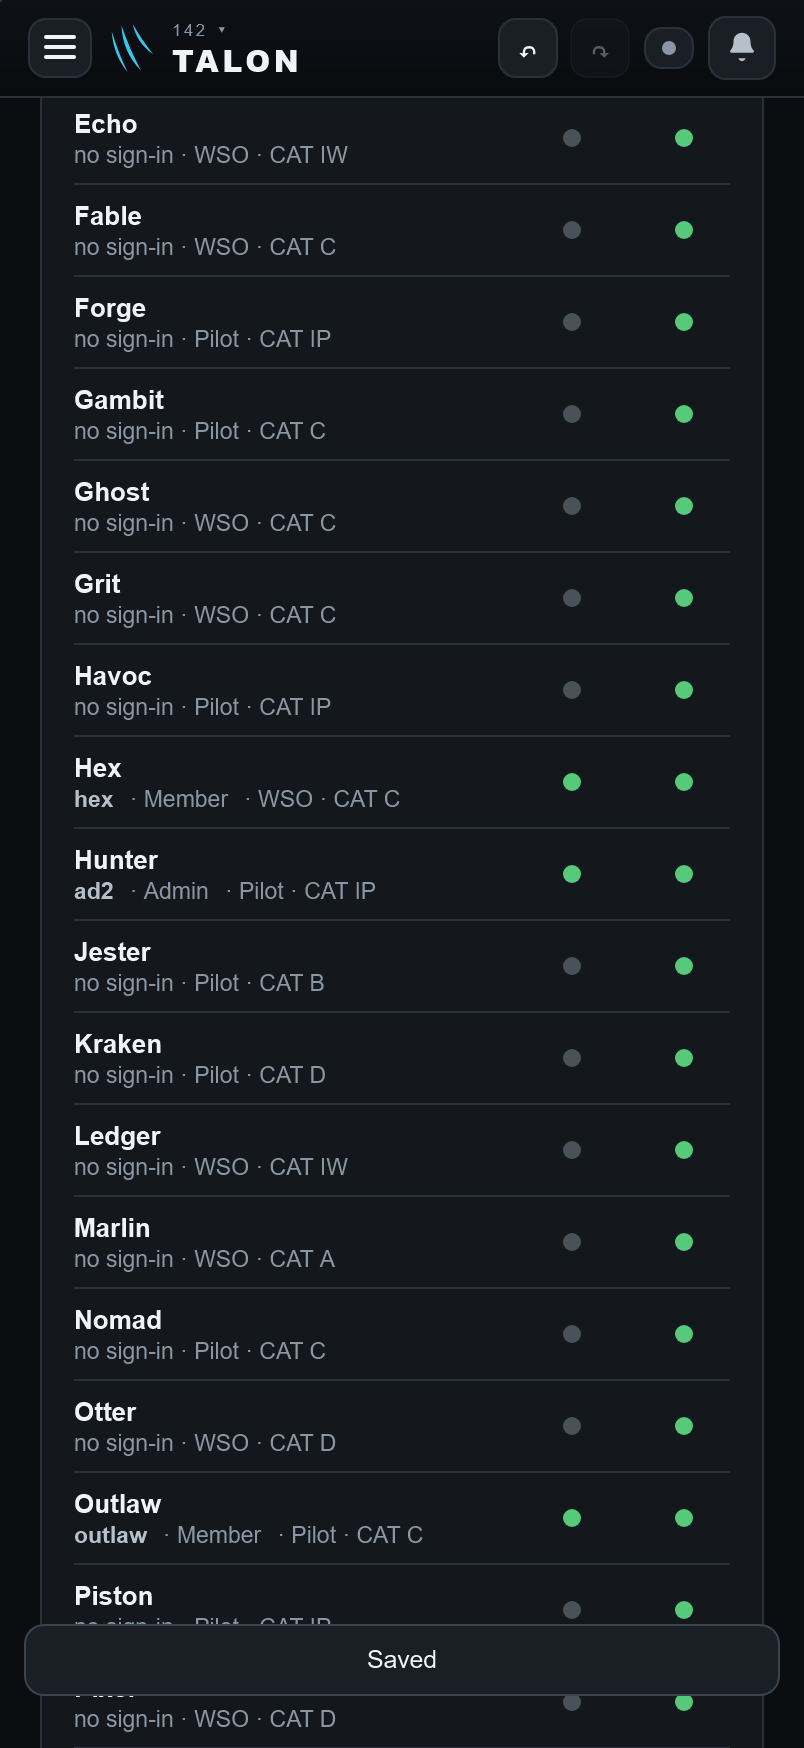 142 ▾
TALON
Echo
no sign-in · WSO · CAT IW
Fable
no sign-in · WSO · CAT C
Forge
no sign-in · Pilot · CAT IP
Gambit
no sign-in · Pilot · CAT C
Ghost
no sign-in · WSO · CAT C
Grit
no sign-in · WSO · CAT C
Havoc
no sign-in · Pilot · CAT IP
Hex
hex · Member · WSO · CAT C
Hunter
ad2 · Admin · Pilot · CAT IP
Jester
no sign-in · Pilot · CAT B
Kraken
no sign-in · Pilot · CAT D
Ledger
no sign-in · WSO · CAT IW
Marlin
no sign-in · WSO · CAT A
Nomad
no sign-in · Pilot · CAT C
Otter
no sign-in · WSO · CAT D
Outlaw
outlaw · Member · Pilot · CAT C
Piston
no sign-in · Pilot · CAT
Saved
no sign-in · WSO · CAT D